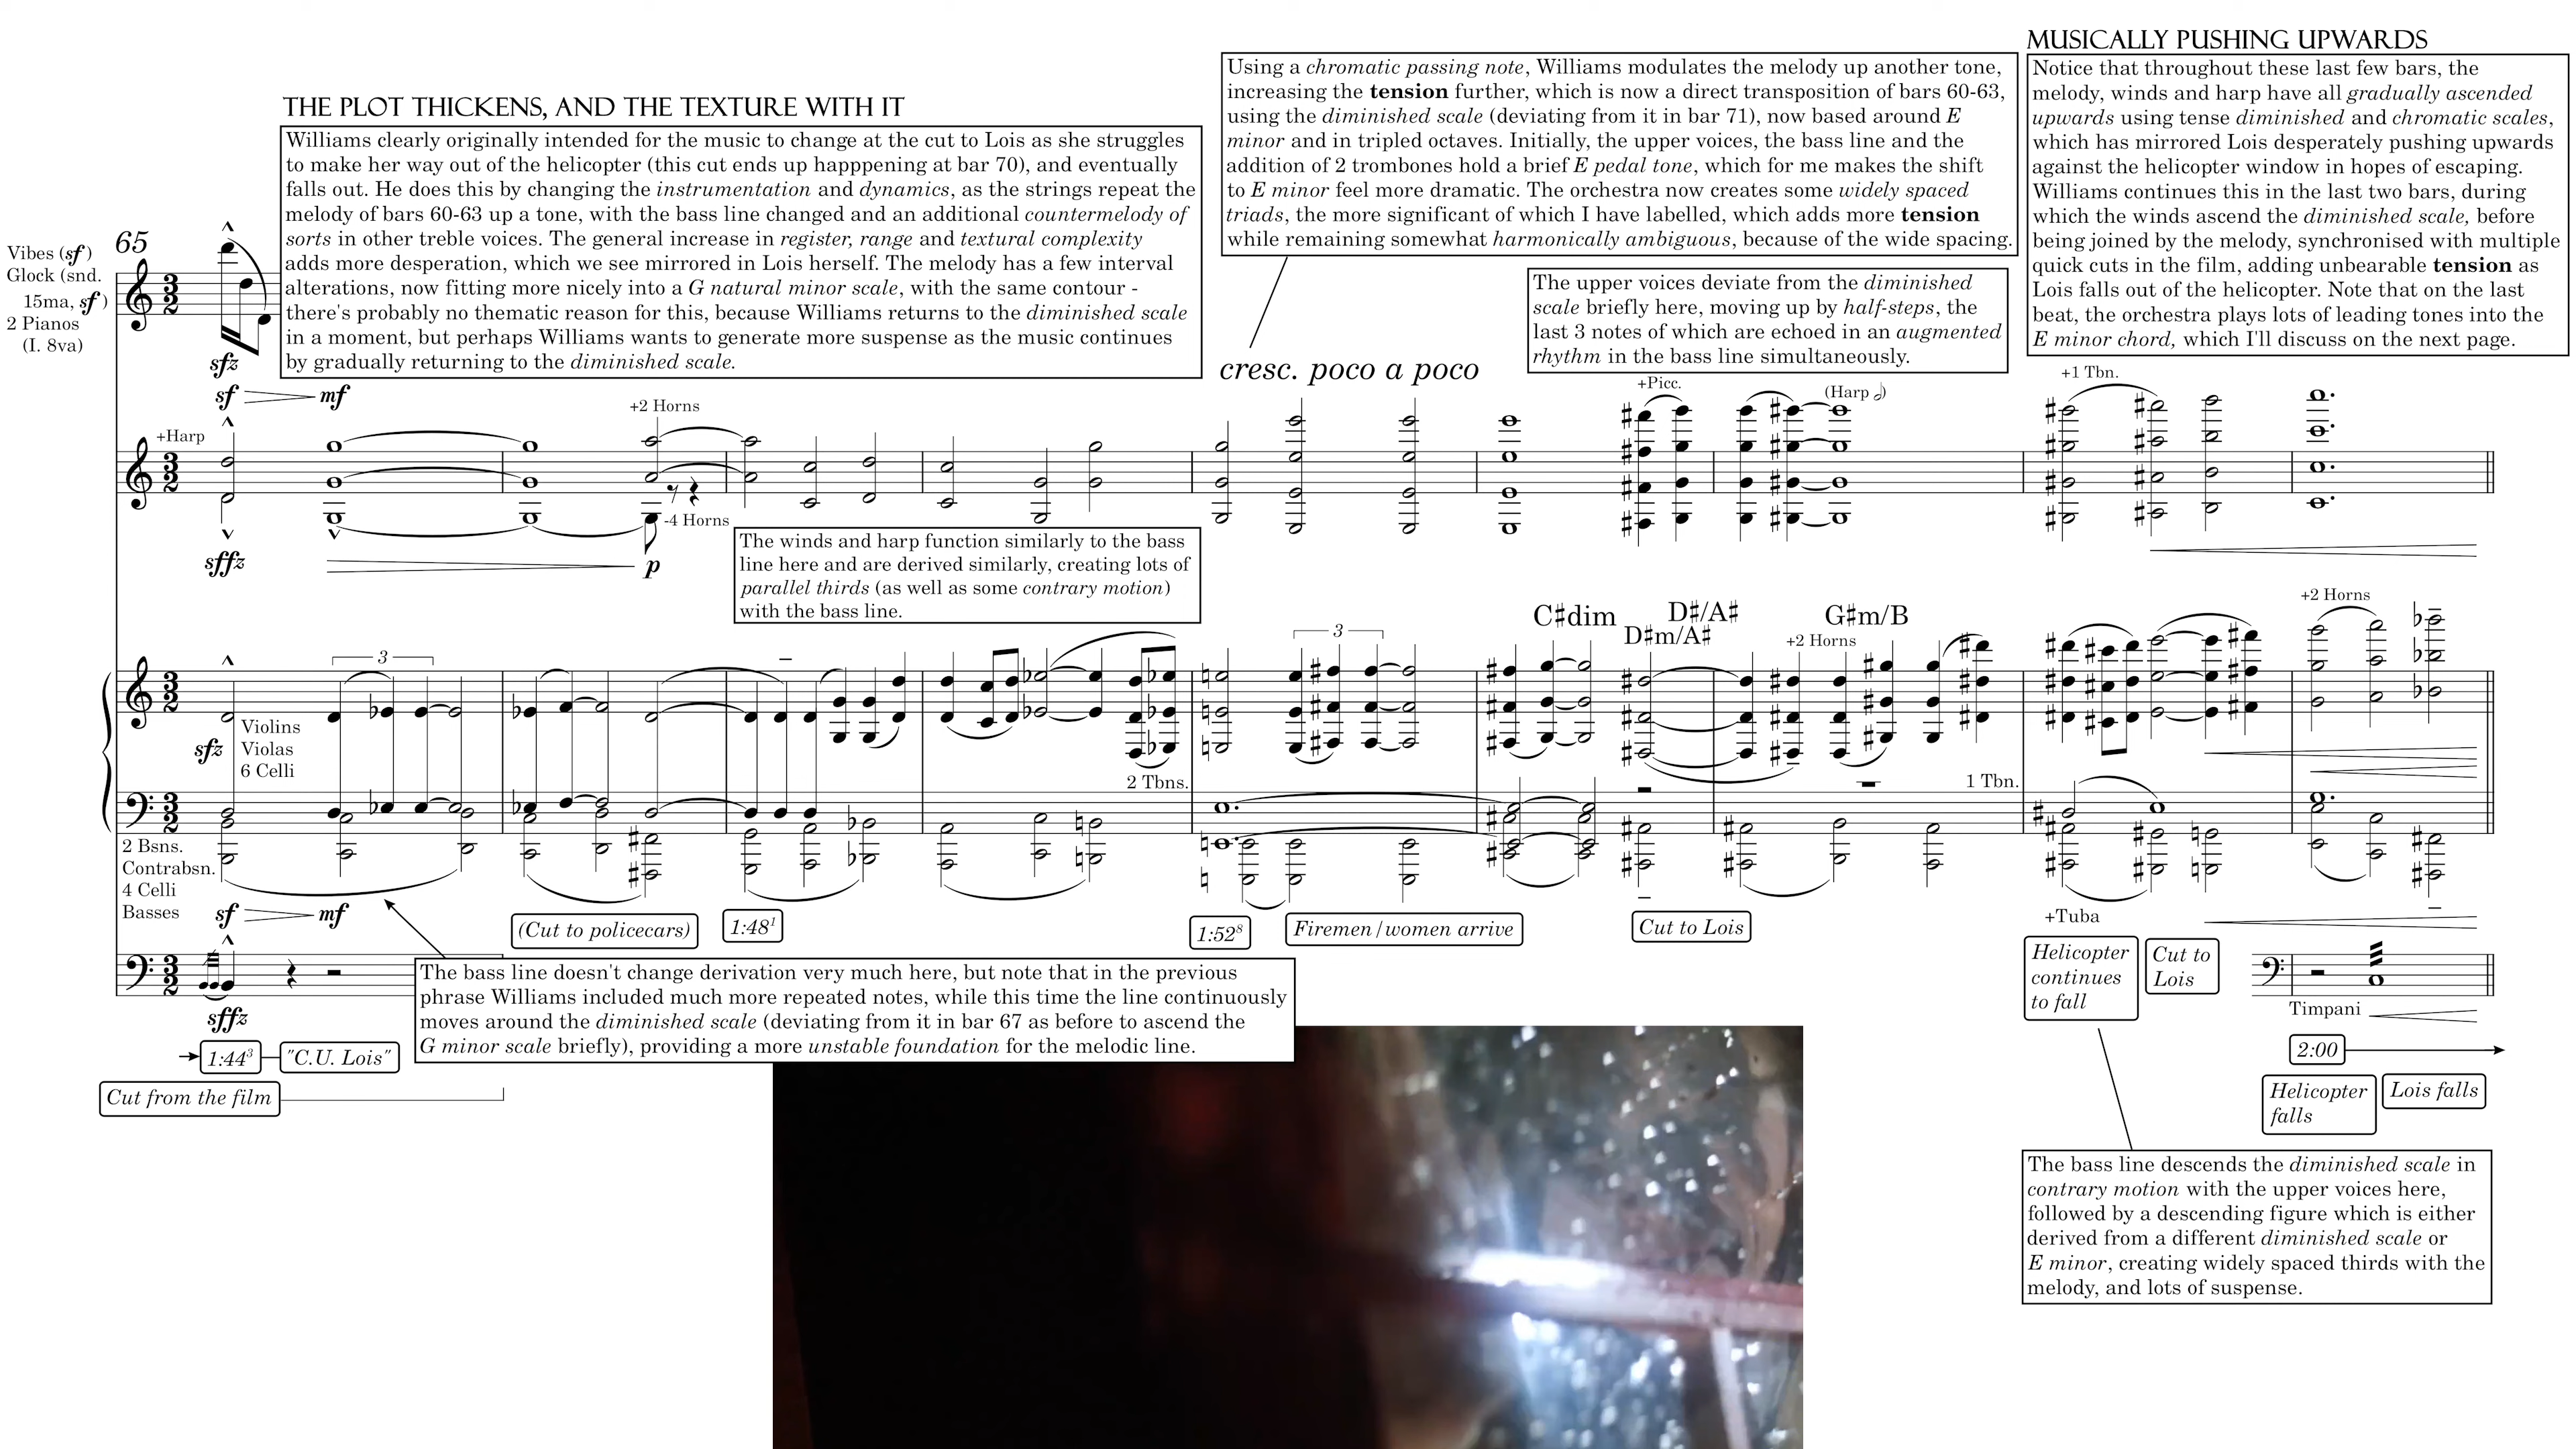 MUSICALLY PUSHING UPWARDS
Notice that throughout these last few bars, the
melody, winds and harp have all gradually ascended
upwards using tense diminished and chromatic scales,
which has mirrored Lois desperately pushing upwards
against the helicopter window in hopes of escaping.
Williams continues this in the last two bars, during
which the winds ascend the diminished scale, before
being joined by the melody, synchronised with multiple
quick cuts in the film, adding unbearable tension as
Lois falls out of the helicopter. Note that on the last
beat, the orchestra plays lots of leading tones into the
E minor chord, which I'll discuss on the next page.
Using a chromatic passing note, Williams modulates the melody up another tone,
increasing the tension further, which is now a direct transposition of bars 60-63,
using the diminished scale (deviating from it in bar 71), now based around E
minor and in tripled octaves. Initially, the upper voices, the bass line and the
addition of 2 trombones hold a brief E pedal tone, which for me makes the shift
to E minor feel more dramatic. The orchestra now creates some widely spaced
triads, the more significant of which I have labelled, which adds more tension
while remaining somewhat harmonically ambiguous, because of the wide spacing.
THE PLOT THICKENS, AND THE TEXTURE WITH IT
Williams clearly originally intended for the music to change at the cut to Lois as she struggles
to make her way out of the helicopter (this cut ends up happpening at bar 70), and eventually
falls out. He does this by changing the instrumentation and dynamics, as the strings repeat the
melody of bars 60-63 up a tone, with the bass line changed and an additional countermelody of
sorts in other treble voices. The general increase in register, range and textural complexity
adds more desperation, which we see mirrored in Lois herself. The melody has a few interval
alterations, now fitting more nicely into a G natural minor scale, with the same contour -
there's probably no thematic reason for this, because Williams returns to the diminished scale
in a moment, but perhaps Williams wants to generate more suspense as the music continues
by gradually returning to the diminished scale.
The upper voices deviate from the diminished
scale briefly here, moving up by half-steps, the
last 3 notes of which are echoed in an augmented
rhythm in the bass line simultaneously.
65
Vibes (sf)
Glock (snd.
15ma, sf)
2 Pianos
(I. 8va)
3
2
sfz
sf mf
cresc. poco a poco
+Harp
+2 Horns
+Picc.
(Harp 𝅗𝅥)
+1 Tbn.
3
2
-4 Horns
sffz
p
The winds and harp function similarly to the bass
line here and are derived similarly, creating lots of
parallel thirds (as well as some contrary motion)
with the bass line.
C♯dim
D♯m/A♯
D♯/A♯
G♯m/B
+2 Horns
+2 Horns
3
3
3
2
sfz
Violins
Violas
6 Celli
2 Tbns.
1 Tbn.
3
2
2 Bsns.
Contrabsn.
4 Celli
Basses
sf mf
+Tuba
(Cut to policecars)
1:48¹
1:52⁸
Firemen/women arrive
Cut to Lois
Helicopter
continues
to fall
Cut to
Lois
3
2
sffz
Timpani
The bass line doesn't change derivation very much here, but note that in the previous
phrase Williams included much more repeated notes, while this time the line continuously
moves around the diminished scale (deviating from it in bar 67 as before to ascend the
G minor scale briefly), providing a more unstable foundation for the melodic line.
1:44³
"C.U. Lois"
Cut from the film
2:00
Helicopter
falls
Lois falls
The bass line descends the diminished scale in
contrary motion with the upper voices here,
followed by a descending figure which is either
derived from a different diminished scale or
E minor, creating widely spaced thirds with the
melody, and lots of suspense.